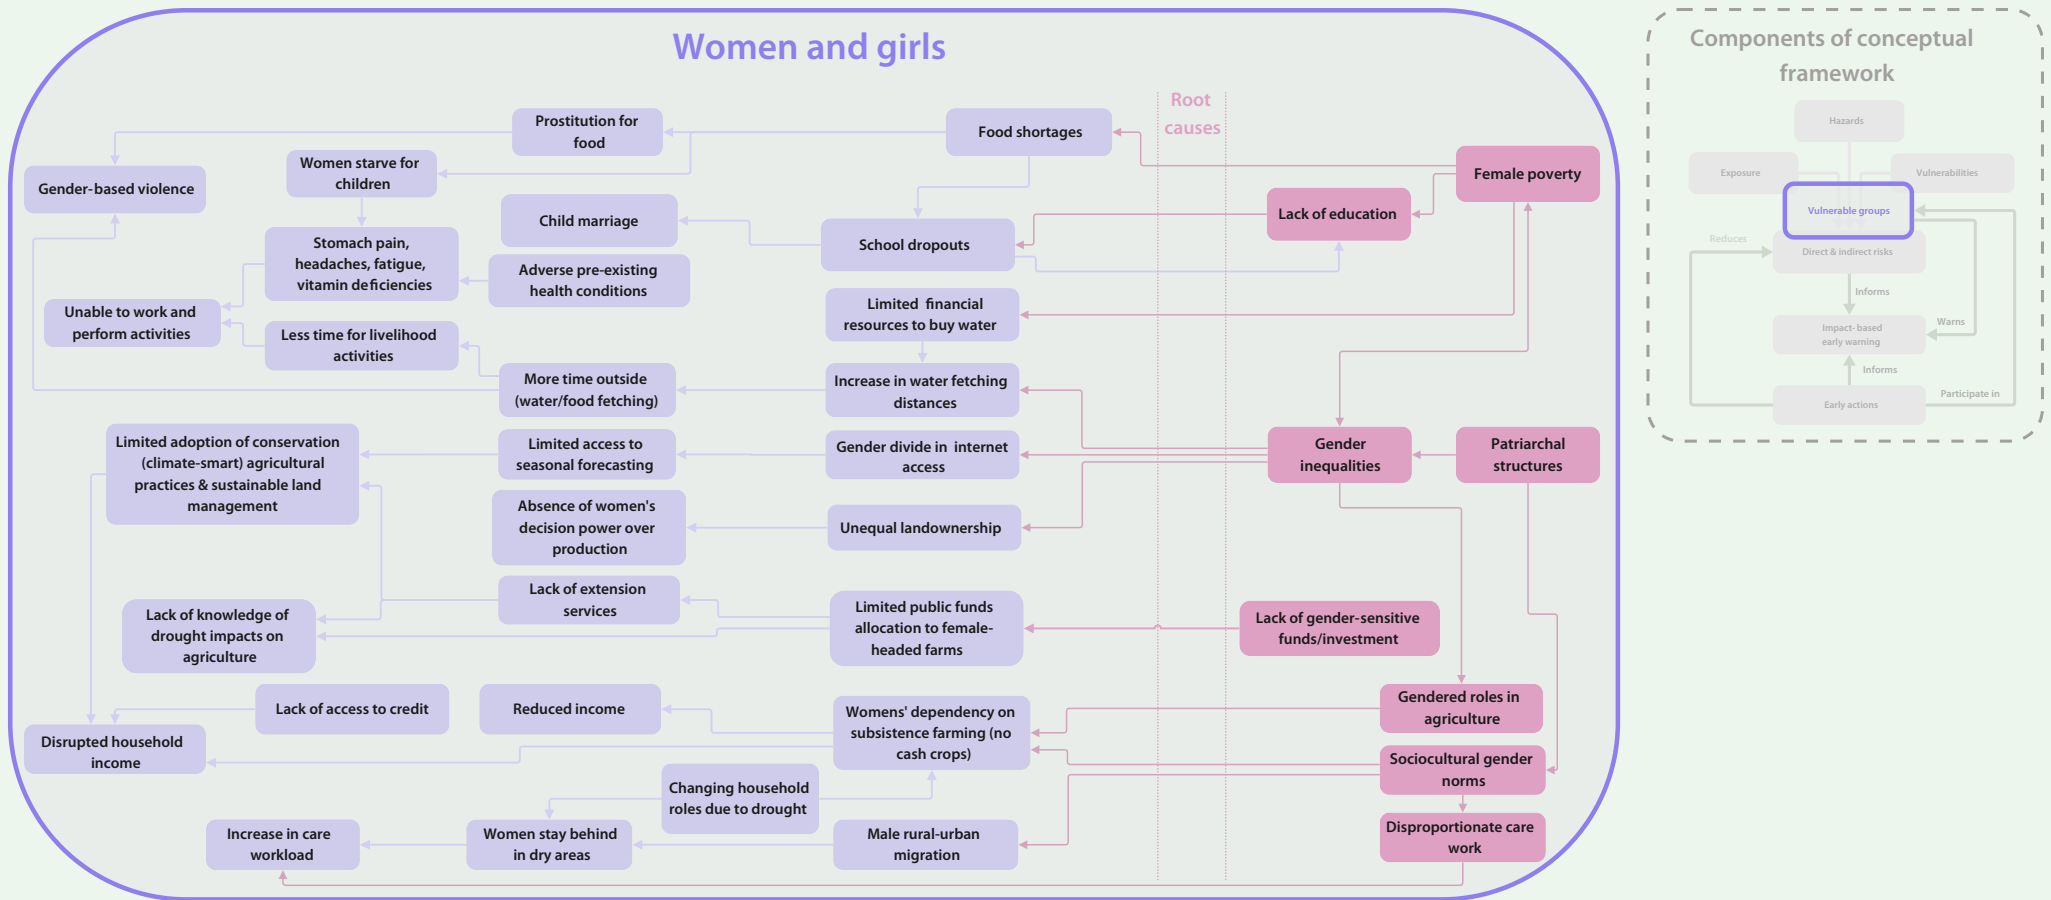 Women and girls
Root
causes
Prostitution for
food
Food shortages
Women starve for
children
Gender-based violence
Female poverty
Child marriage
Lack of education
Stomach pain,
headaches, fatigue,
vitamin deficiencies
School dropouts
Adverse pre-existing
health conditions
Unable to work and
perform activities
Less time for livelihood
activities
Limited financial
resources to buy water
More time outside
(water/food fetching)
Increase in water fetching
distances
Limited adoption of conservation
(climate-smart) agricultural
practices & sustainable land
management
Limited access to
seasonal forecasting
Gender divide in internet
access
Gender
inequalities
Patriarchal
structures
Absence of women's
decision power over
production
Unequal landownership
Lack of extension
services
Lack of knowledge of
drought impacts on
agriculture
Limited public funds
allocation to female-
headed farms
Lack of gender-sensitive
funds/investment
Lack of access to credit
Reduced income
Womens' dependency on
subsistence farming (no
cash crops)
Gendered roles in
agriculture
Disrupted household
income
Sociocultural gender
norms
Changing household
roles due to drought
Increase in care
workload
Women stay behind
in dry areas
Male rural-urban
migration
Disproportionate care
work
Components of conceptual
framework
Hazards
Exposure
Vulnerabilities
Vulnerable groups
Reduces
Direct & indirect risks
Informs
Impact- based
early warning
Warns
Informs
Early actions
Participate in